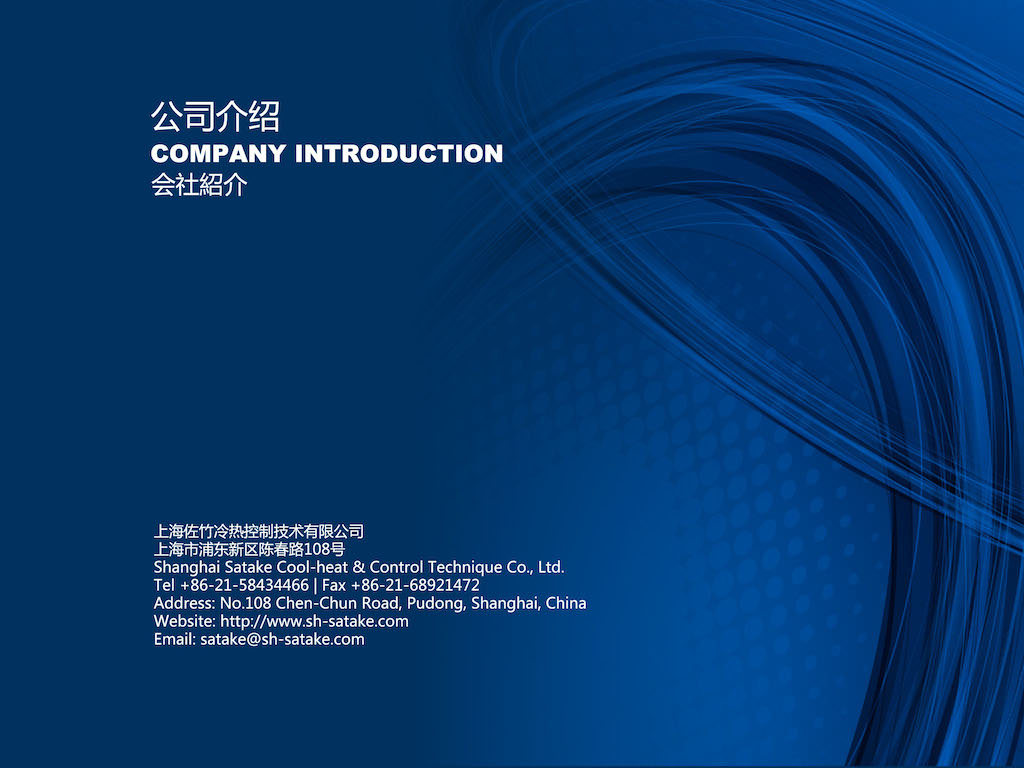 公司介绍
COMPANY INTRODUCTION
会社紹介
上海佐竹冷热控制技术有限公司
上海市浦东新区陈春路108号
Shanghai Satake Cool-heat & Control Technique Co., Ltd.
Tel +86-21-58434466 | Fax +86-21-68921472
Address: No.108 Chen-Chun Road, Pudong, Shanghai, China
Website: http://www.sh-satake.com
Email: satake@sh-satake.com